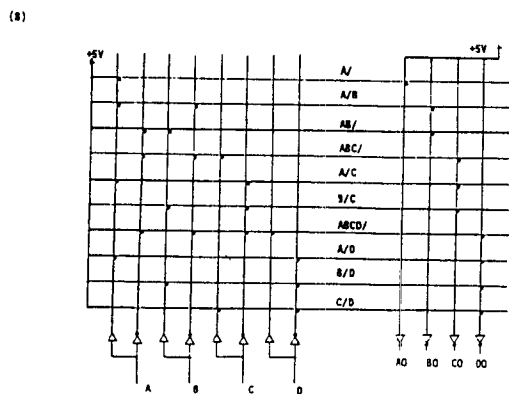 (8)
+5V
+5V
A/
A/B
AB/
ABC/
A/C
B/C
ABCD/
A/D
B/D
C/D
A B C D
AO BO CO DO